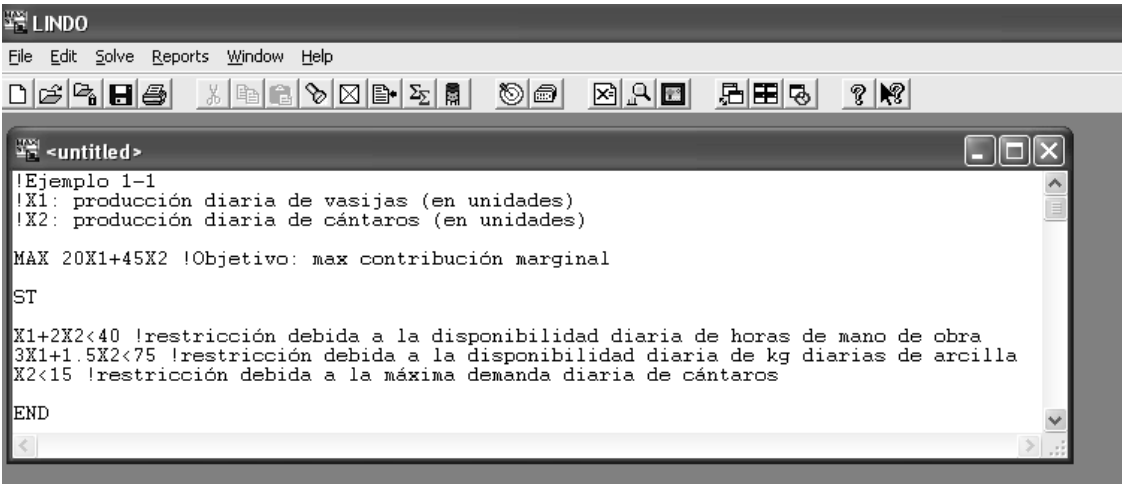 LINDO
File Edit Solve Reports Window Help
<untitled>
!Ejemplo 1-1
!X1: producción diaria de vasijas (en unidades)
!X2: producción diaria de cántaros (en unidades)
MAX 20X1+45X2 !Objetivo: max contribución marginal
ST
X1+2X2<40 !restricción debida a la disponibilidad diaria de horas de mano de obra
3X1+1.5X2<75 !restricción debida a la disponibilidad diaria de kg diarias de arcilla
X2<15 !restricción debida a la máxima demanda diaria de cántaros
END